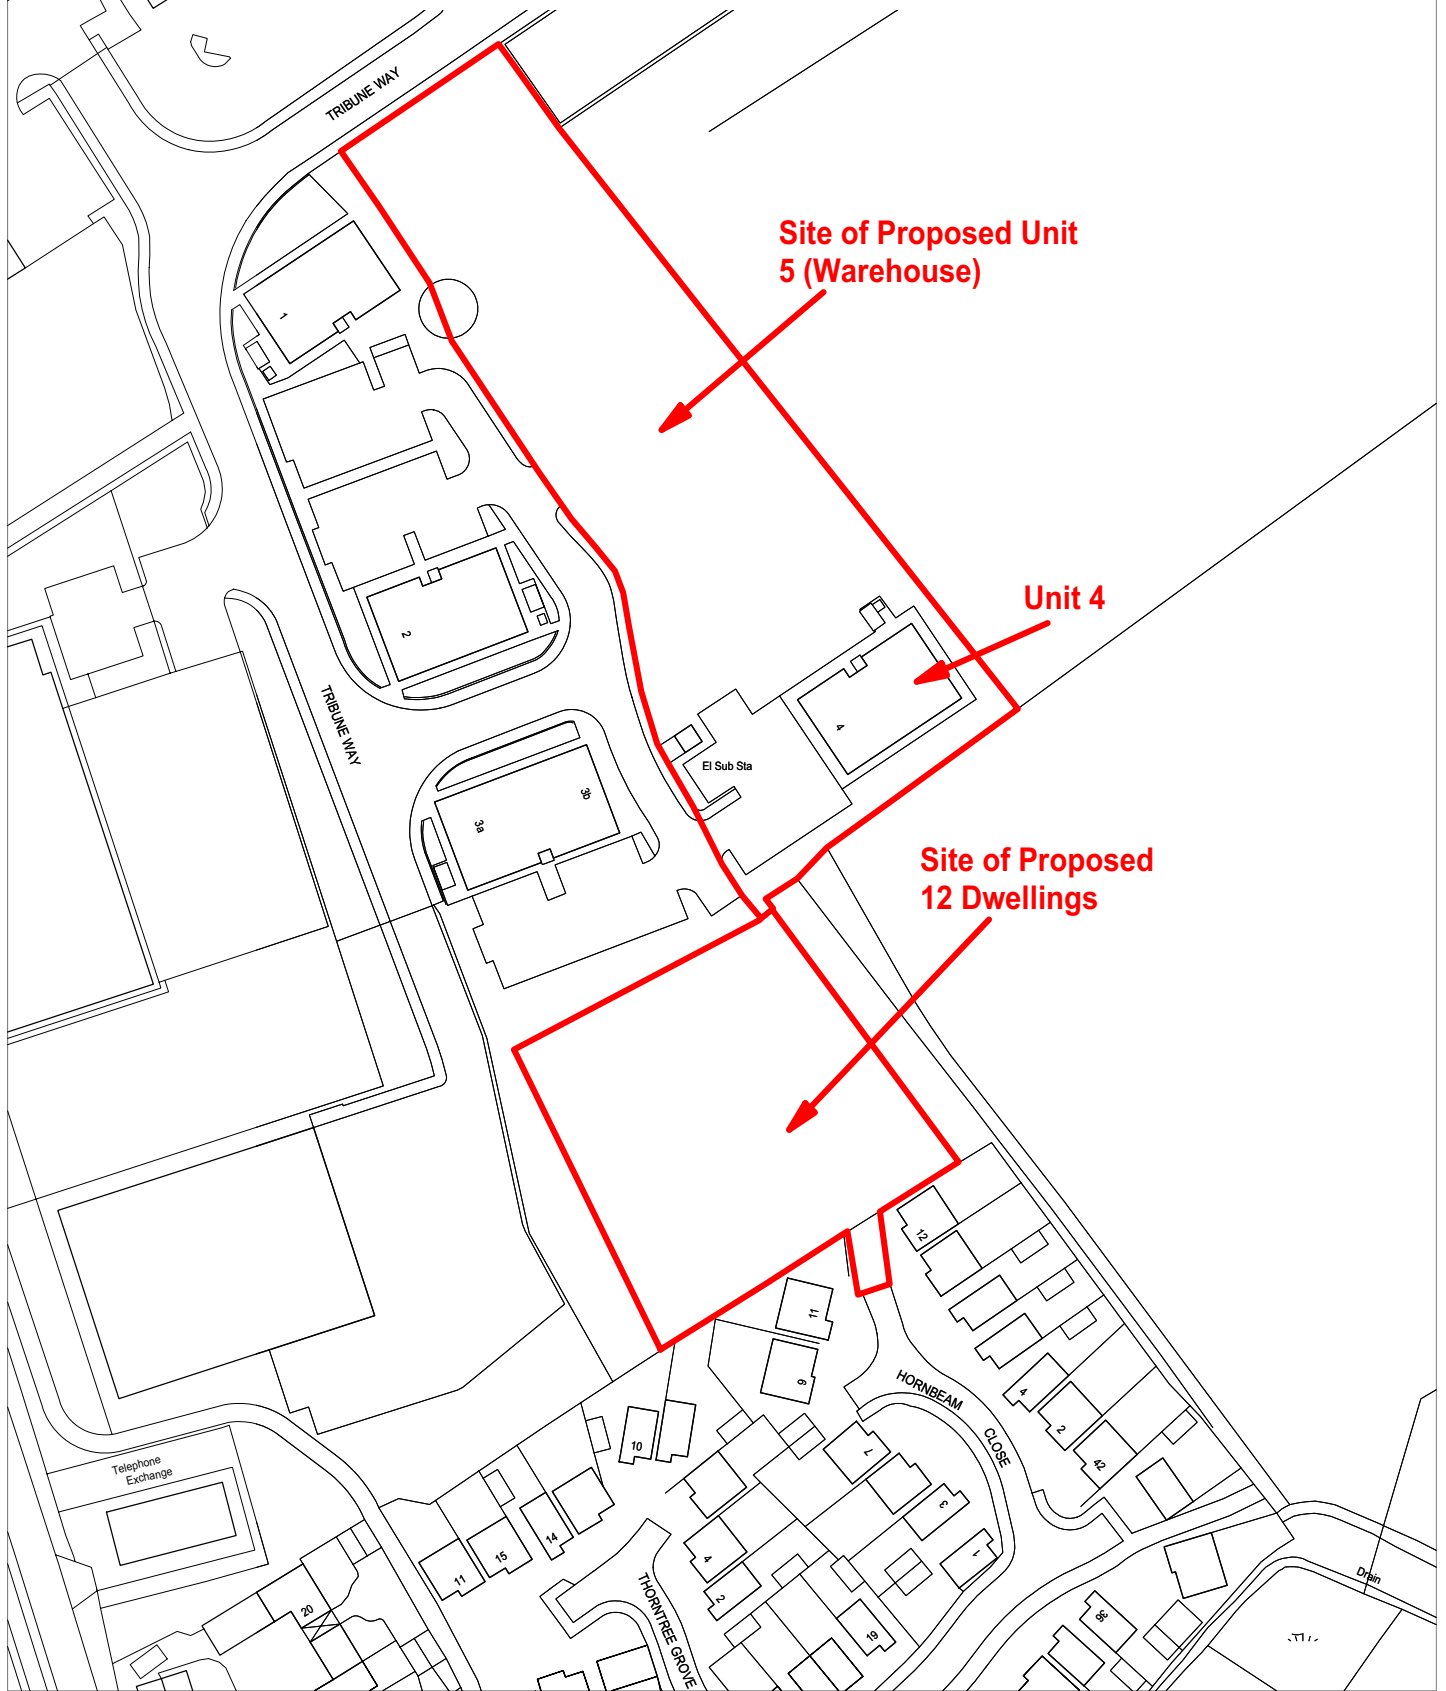 TRIBUNE WAY
Site of Proposed Unit
5 (Warehouse)
1
Unit 4
2
TRIBUNE WAY
4
El Sub Sta
3b
3a
Site of Proposed
12 Dwellings
12
11
9
HORNBEAM
CLOSE
4
2
42
10
7
3
1
Telephone
Exchange
14
15
11
4
2
THORNTREE GROVE
20
19
36
Drain